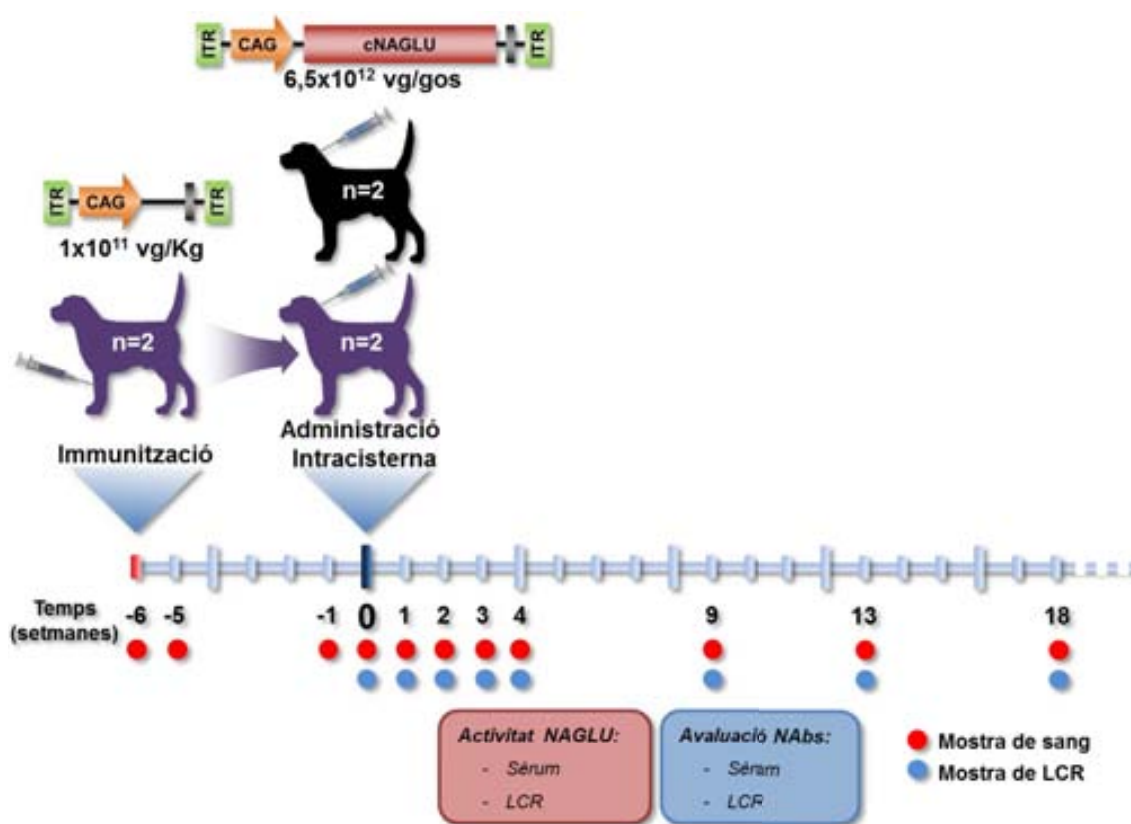 ITR CAG cNAGLU ITR
6,5x10¹² vg/gos
n=2
ITR CAG ITR
1x10¹¹ vg/Kg
n=2
n=2
Immunització
Administració
Intracisterna
Temps
(setmanes)
-6 -5 -1 0 1 2 3 4 9 13 18
Activitat NAGLU:
- Sèrum
- LCR
Avaluació NAbs:
- Sèrum
- LCR
Mostra de sang
Mostra de LCR